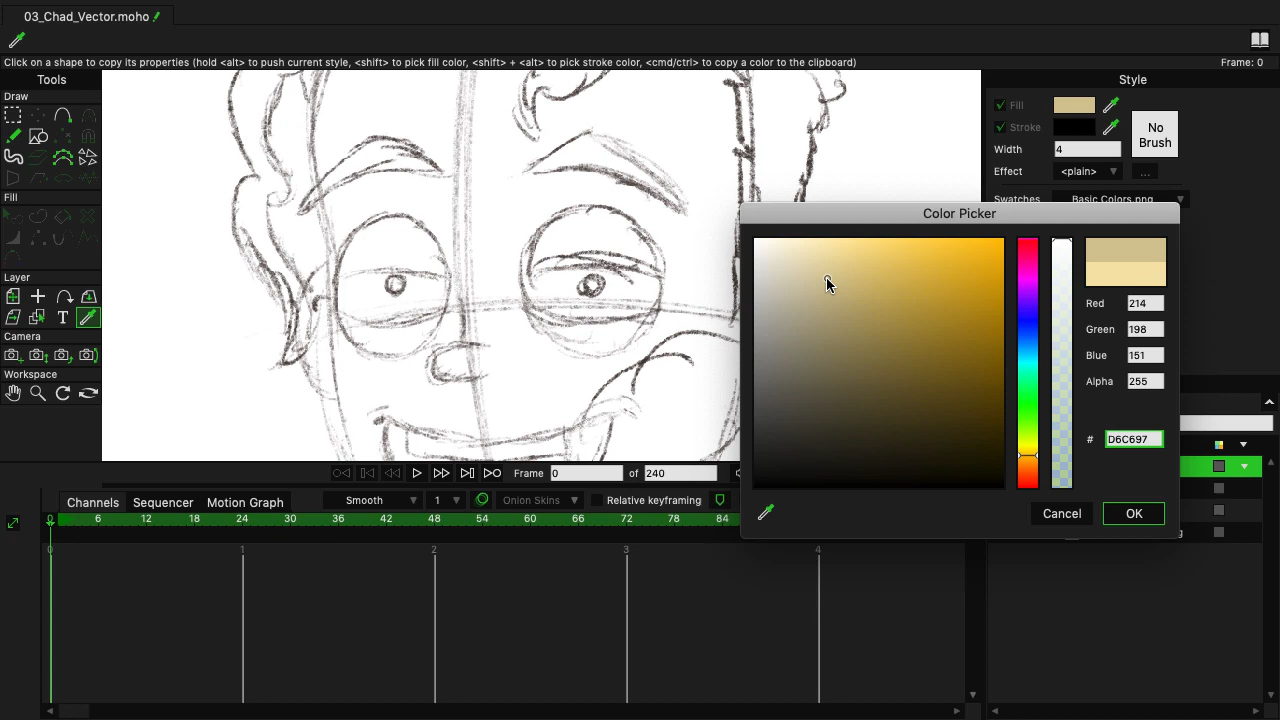 03_Chad_Vector.moho
Click on a shape to copy its properties (hold <alt> to push current style, <shift> to pick fill color, <shift> + <alt> to pick stroke color, <cmd/ctrl> to copy a color to the clipboard)
Frame: 0
Tools
Draw
Fill
Layer
Camera
Workspace
Style
Fill
Stroke
No
Brush
Width
4
Effect
<plain>
...
Swatches
Basic Colors.png
Color Picker
Red
214
Green
198
Blue
151
Alpha
255
#
D6C697
Cancel
OK
Frame
0
of
240
Channels
Sequencer
Motion Graph
Smooth
1
Onion Skins
Relative keyframing
0 6 12 18 24 30 36 42 48 54 60 66 72 78 84
0 1 2 3 4